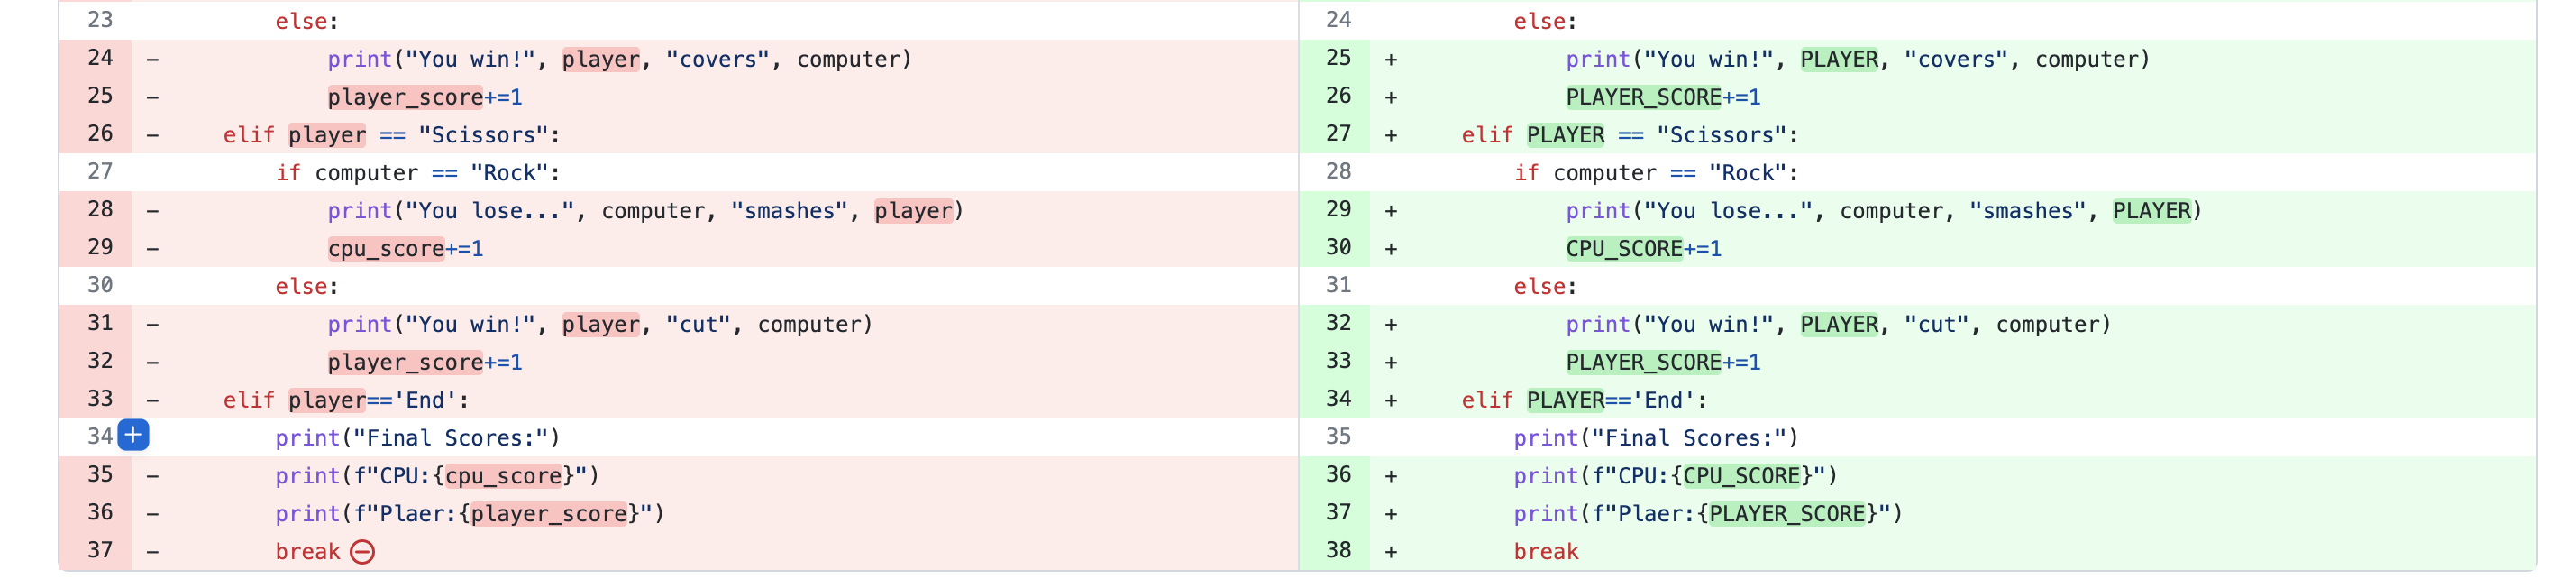 23 else:
24 - print("You win!", player, "covers", computer)
25 - player_score+=1
26 - elif player == "Scissors":
27 if computer == "Rock":
28 - print("You lose...", computer, "smashes", player)
29 - cpu_score+=1
30 else:
31 - print("You win!", player, "cut", computer)
32 - player_score+=1
33 - elif player=='End':
34 + print("Final Scores:")
35 - print(f"CPU:{cpu_score}")
36 - print(f"Plaer:{player_score}")
37 - break
24 else:
25 + print("You win!", PLAYER, "covers", computer)
26 + PLAYER_SCORE+=1
27 + elif PLAYER == "Scissors":
28 if computer == "Rock":
29 + print("You lose...", computer, "smashes", PLAYER)
30 + CPU_SCORE+=1
31 else:
32 + print("You win!", PLAYER, "cut", computer)
33 + PLAYER_SCORE+=1
34 + elif PLAYER=='End':
35 print("Final Scores:")
36 + print(f"CPU:{CPU_SCORE}")
37 + print(f"Plaer:{PLAYER_SCORE}")
38 + break